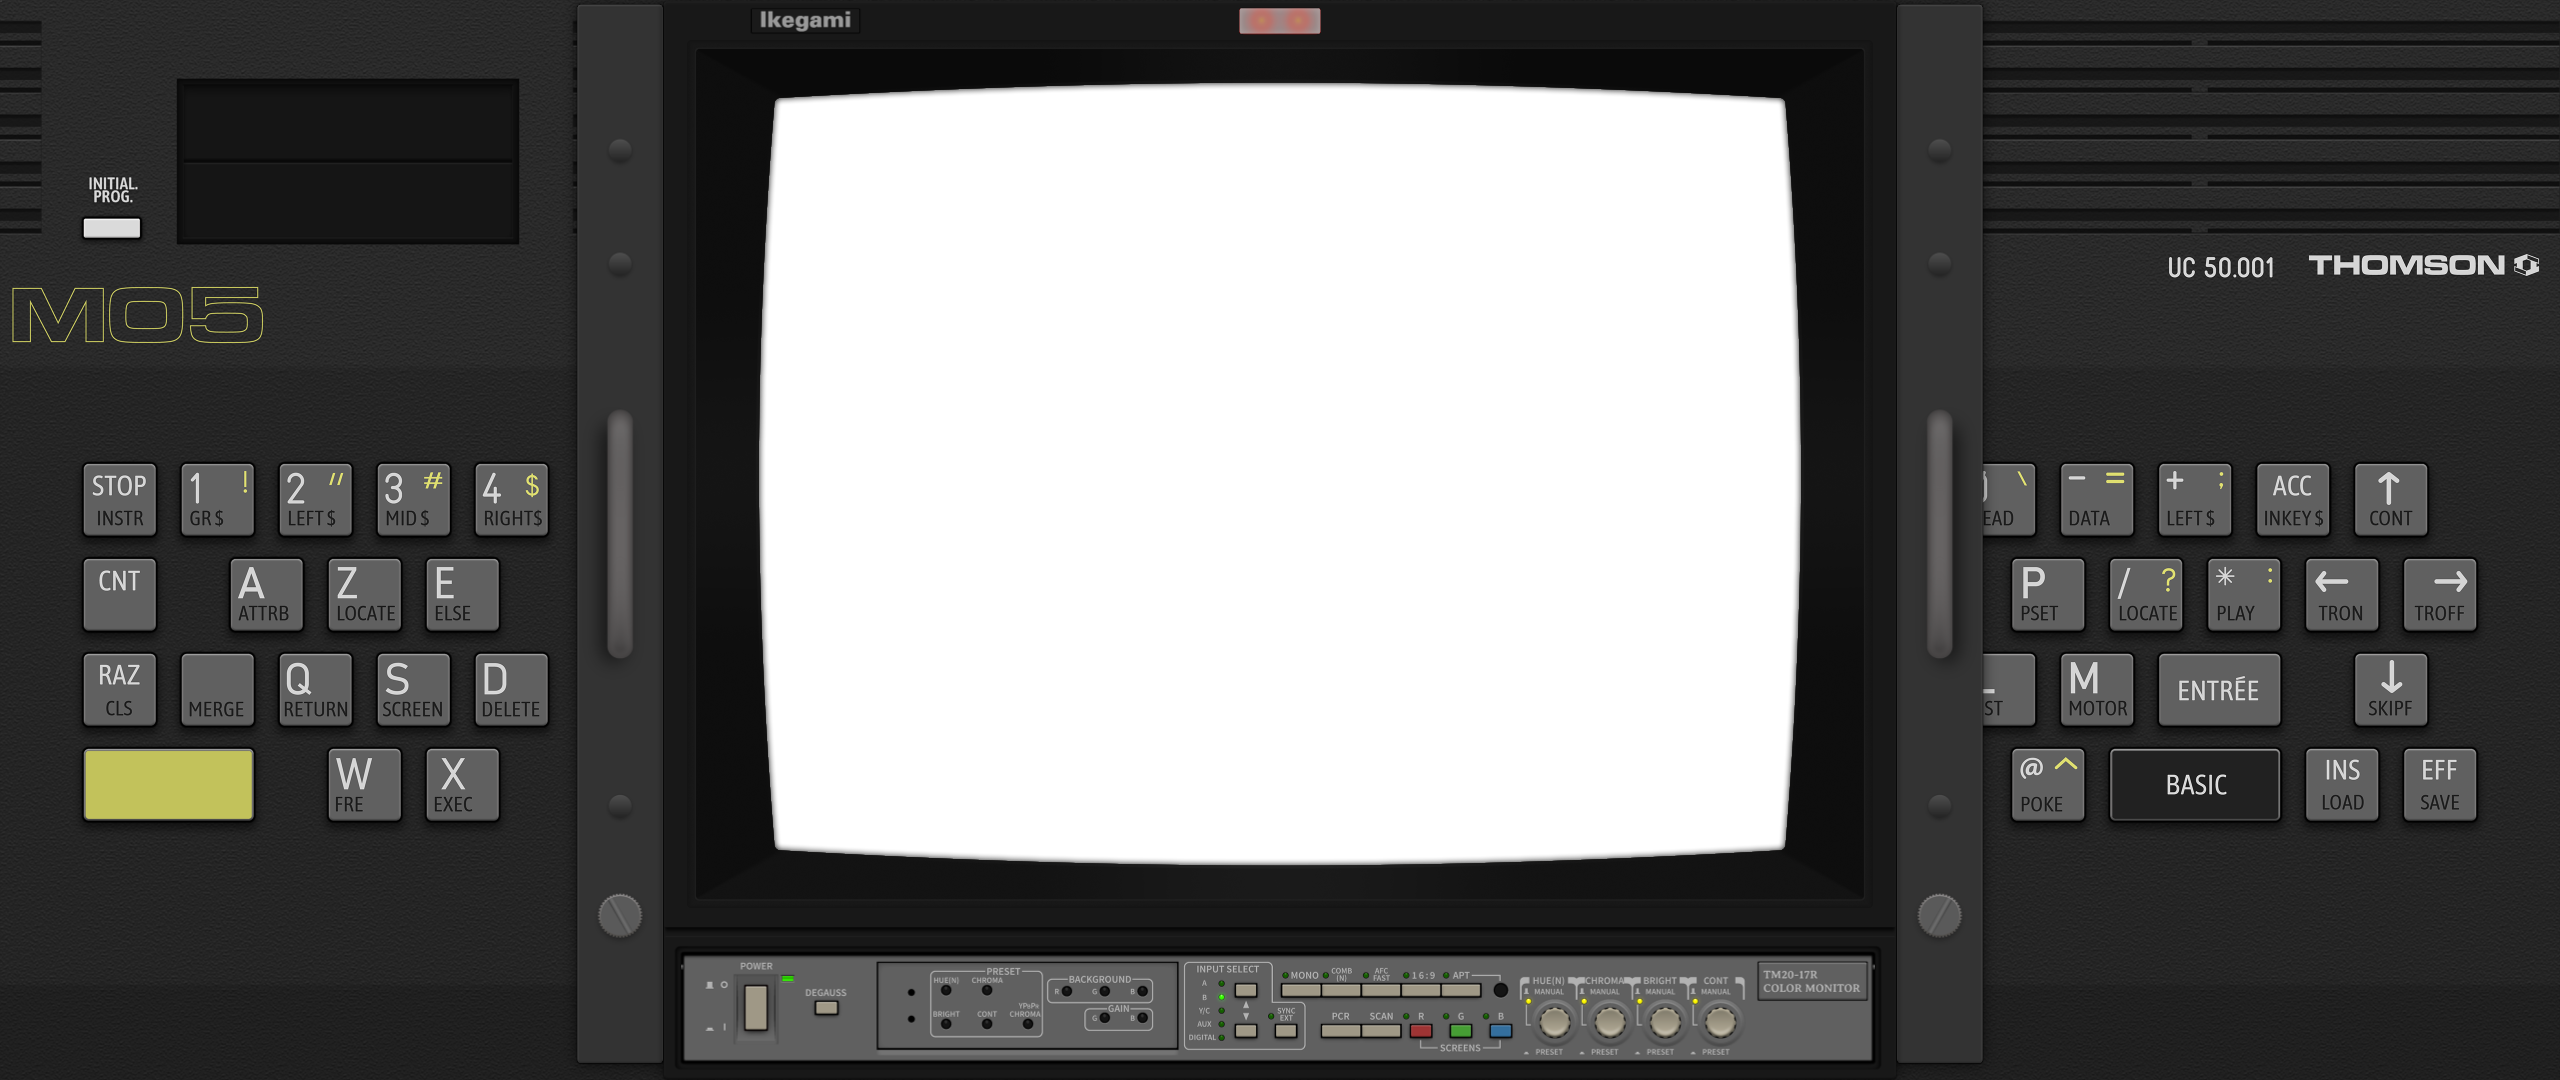 Ikegami
INITIAL.
PROG.
MO5
UC 50.001 THOMSON
STOP
INSTR
1 !
GR $
2 "
LEFT $
3 #
MID $
4 $
RIGHT$
\
EAD
- =
DATA
+ ;
LEFT $
ACC
INKEY $
↑
CONT
CNT
A
ATTRB
Z
LOCATE
E
ELSE
P
PSET
/ ?
LOCATE
* :
PLAY
←
TRON
→
TROFF
RAZ
CLS
MERGE
Q
RETURN
S
SCREEN
D
DELETE
ST
M
MOTOR
ENTRÉE
↓
SKIPF
W
FRE
X
EXEC
@ ^
POKE
BASIC
INS
LOAD
EFF
SAVE
POWER
DEGAUSS
PRESET
HUE(N) CHROMA
BRIGHT CONT YPBPR
CHROMA
BACKGROUND
R G B
GAIN
G B
INPUT SELECT
A
B
Y/C
AUX
DIGITAL
SYNC
EXT
MONO
COMB
(N)
AFC
FAST
16:9
APT
PCR SCAN R G B
SCREENS
HUE(N) CHROMA BRIGHT CONT
MANUAL MANUAL MANUAL MANUAL
PRESET PRESET PRESET PRESET
TM20-17R
COLOR MONITOR